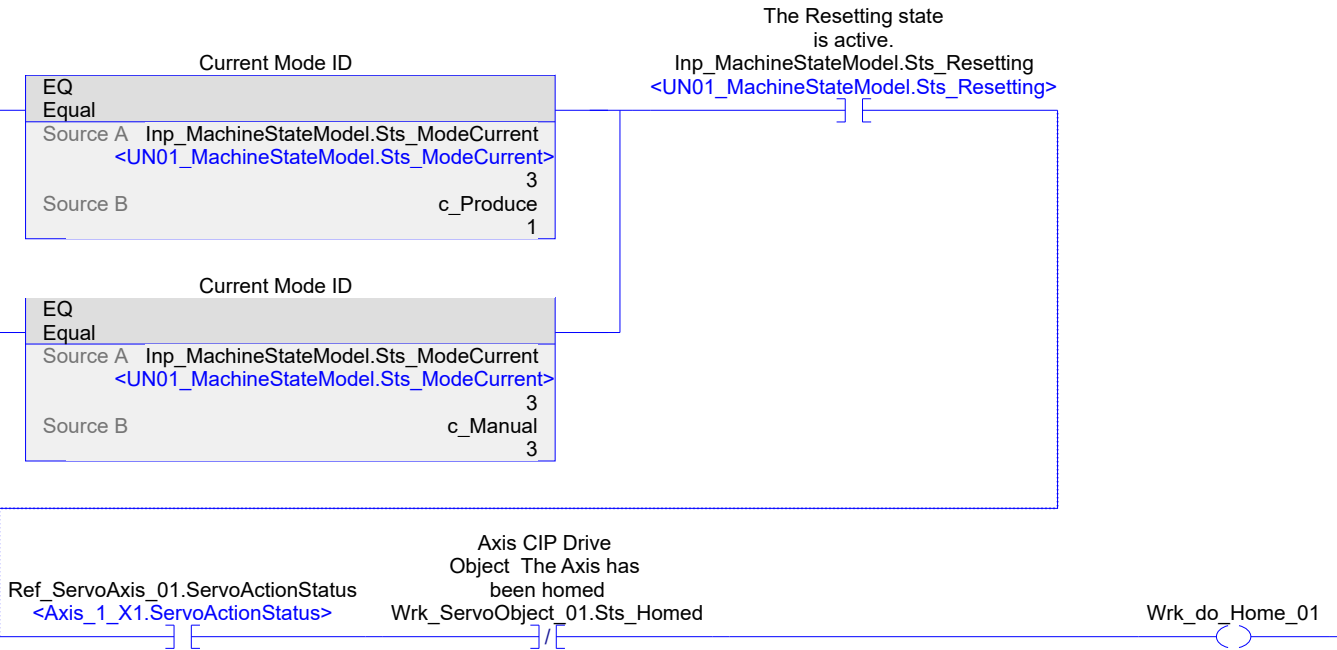 The Resetting state
is active.
Inp_MachineStateModel.Sts_Resetting
<UN01_MachineStateModel.Sts_Resetting>
Current Mode ID
EQ
Equal
Source A Inp_MachineStateModel.Sts_ModeCurrent
<UN01_MachineStateModel.Sts_ModeCurrent>
3
Source B c_Produce
1
Current Mode ID
EQ
Equal
Source A Inp_MachineStateModel.Sts_ModeCurrent
<UN01_MachineStateModel.Sts_ModeCurrent>
3
Source B c_Manual
3
Ref_ServoAxis_01.ServoActionStatus
<Axis_1_X1.ServoActionStatus>
Axis CIP Drive
Object  The Axis has
been homed
Wrk_ServoObject_01.Sts_Homed
/
Wrk_do_Home_01